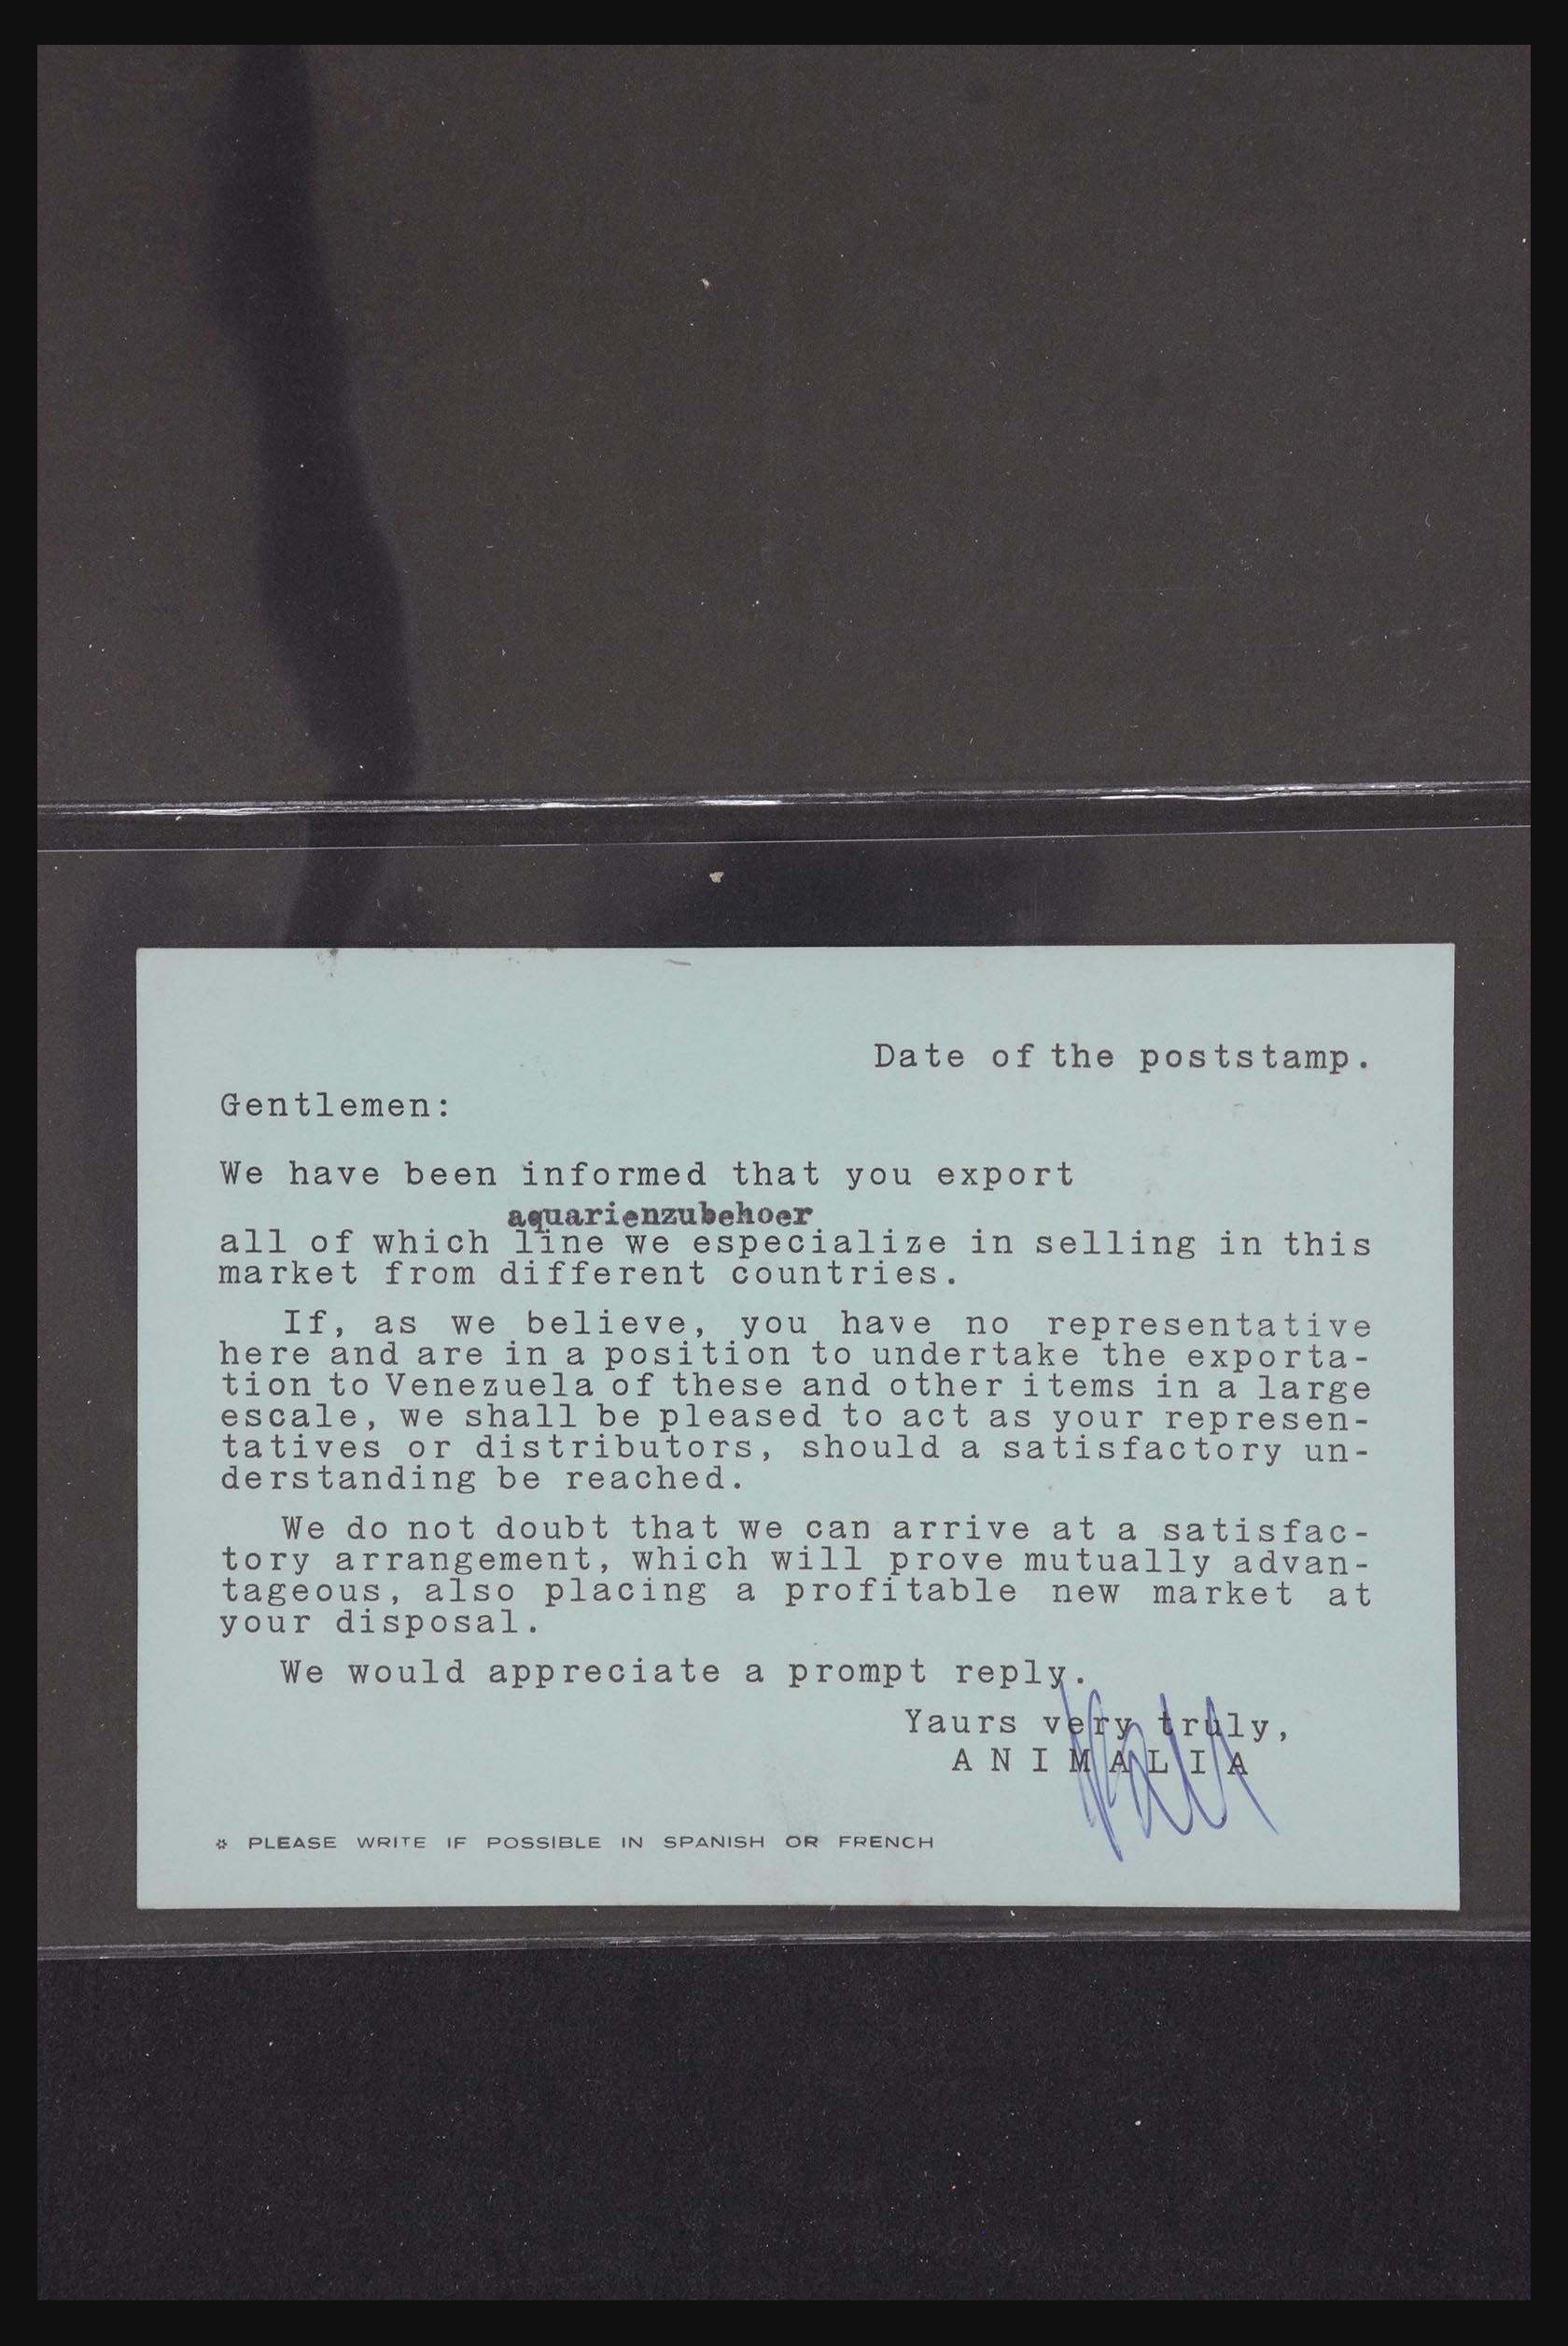 Date of the poststamp.
Gentlemen:
We have been informed that you export
aquarienzubehoer
all of which line we especialize in selling in this
market from different countries.
If, as we believe, you have no representative
here and are in a position to undertake the exporta-
tion to Venezuela of these and other items in a large
escale, we shall be pleased to act as your represen-
tatives or distributors, should a satisfactory un-
derstanding be reached.
We do not doubt that we can arrive at a satisfac-
tory arrangement, which will prove mutually advan-
tageous, also placing a profitable new market at
your disposal.
We would appreciate a prompt reply.
Yaurs very truly,
A N I M A L I A
* PLEASE WRITE IF POSSIBLE IN SPANISH OR FRENCH